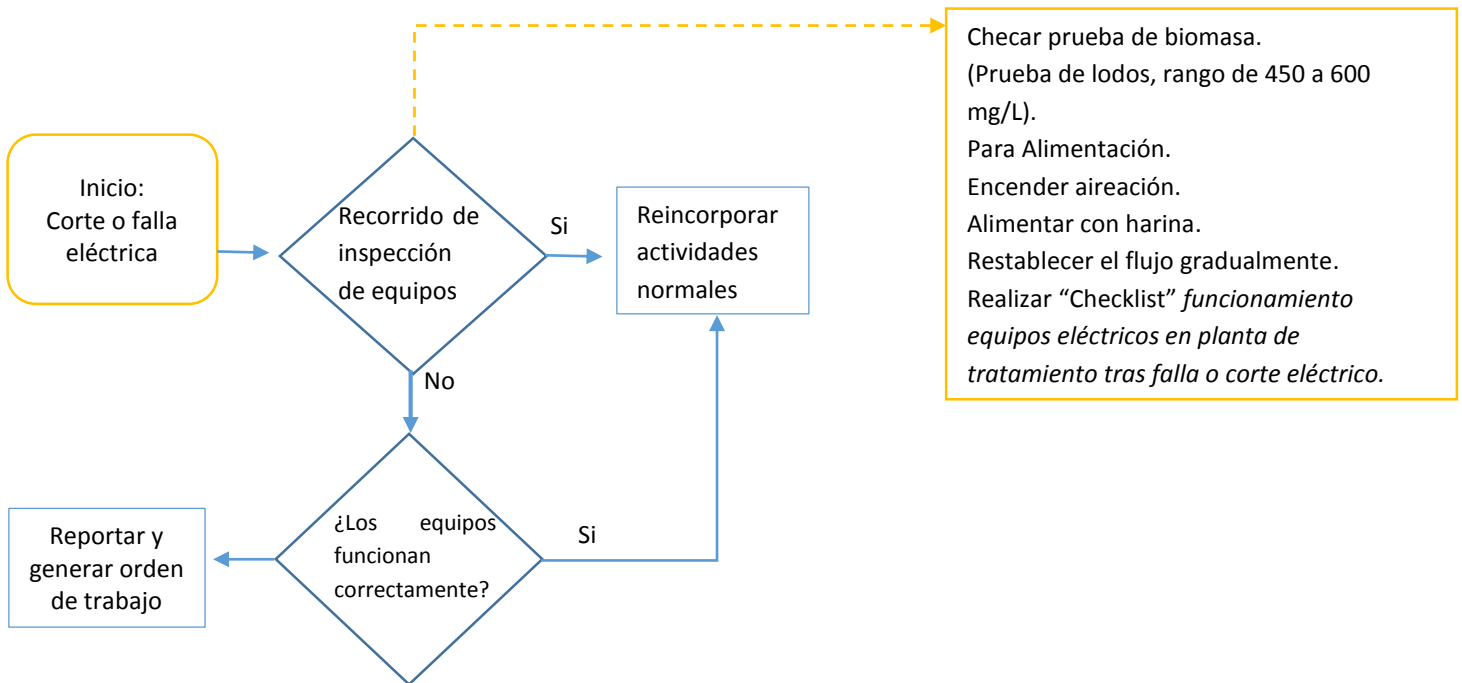 Inicio:
Corte o falla
eléctrica
Recorrido de
inspección
de equipos
Si
Reincorporar
actividades
normales
Checar prueba de biomasa.
(Prueba de lodos, rango de 450 a 600
mg/L).
Para Alimentación.
Encender aireación.
Alimentar con harina.
Restablecer el flujo gradualmente.
Realizar “Checklist” funcionamiento
equipos eléctricos en planta de
tratamiento tras falla o corte eléctrico.
No
¿Los equipos
funcionan
correctamente?
Si
Reportar y
generar orden
de trabajo